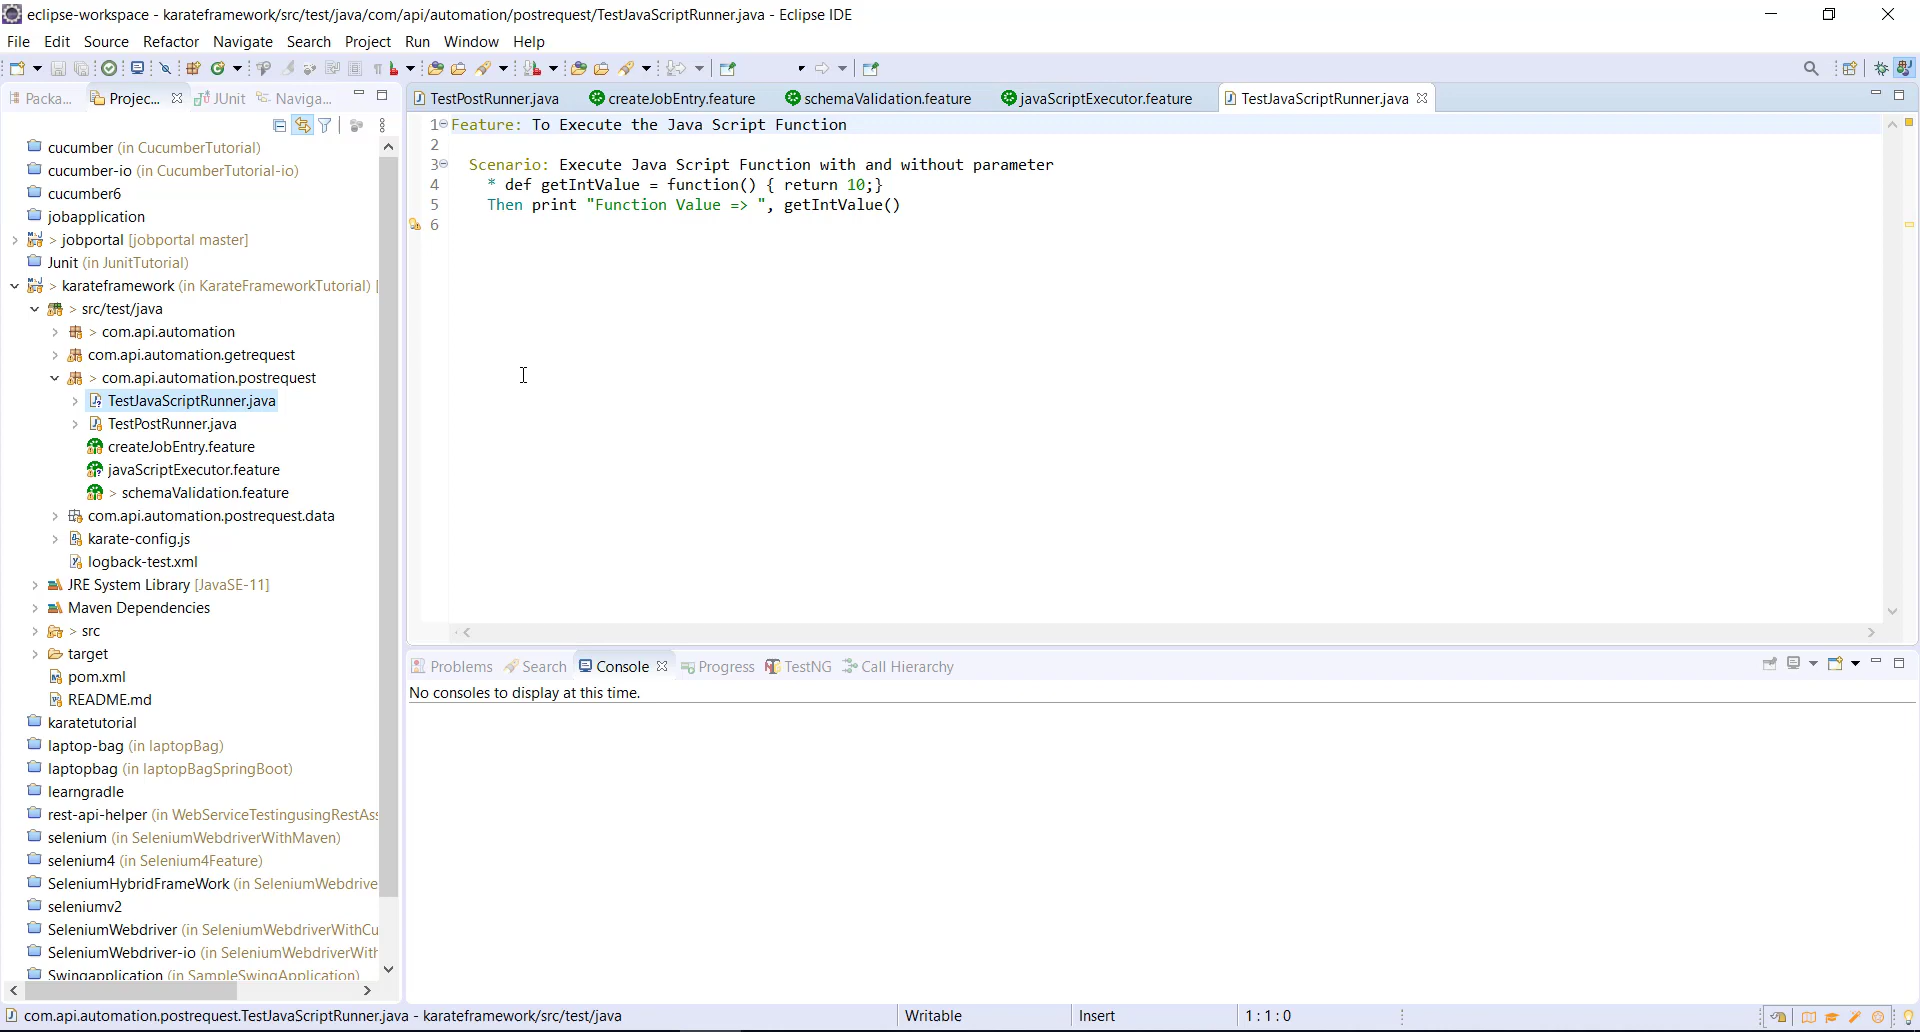 eclipse-workspace - karateframework/src/test/java/com/api/automation/postrequest/TestJavaScriptRunner.java - Eclipse IDE
File Edit Source Refactor Navigate Search Project Run Window Help
Packa... Projec... JUnit Naviga...
TestPostRunner.java createJobEntry.feature schemaValidation.feature javaScriptExecutor.feature TestJavaScriptRunner.java
cucumber (in CucumberTutorial)
cucumber-io (in CucumberTutorial-io)
cucumber6
jobapplication
> jobportal [jobportal master]
Junit (in JunitTutorial)
> karateframework (in KarateFrameworkTutorial) [
> src/test/java
> com.api.automation
com.api.automation.getrequest
> com.api.automation.postrequest
TestJavaScriptRunner.java
TestPostRunner.java
createJobEntry.feature
javaScriptExecutor.feature
> schemaValidation.feature
com.api.automation.postrequest.data
karate-config.js
logback-test.xml
JRE System Library [JavaSE-11]
Maven Dependencies
> src
target
pom.xml
README.md
karatetutorial
laptop-bag (in laptopBag)
laptopbag (in laptopBagSpringBoot)
learngradle
rest-api-helper (in WebServiceTestingusingRestAss
selenium (in SeleniumWebdriverWithMaven)
selenium4 (in Selenium4Feature)
SeleniumHybridFrameWork (in SeleniumWebdrive
seleniumv2
SeleniumWebdriver (in SeleniumWebdriverWithCu
SeleniumWebdriver-io (in SeleniumWebdriverWith
Swingapplication (in SampleSwingApplication)
1 Feature: To Execute the Java Script Function
2
3 Scenario: Execute Java Script Function with and without parameter
4 * def getIntValue = function() { return 10;}
5 Then print "Function Value => ", getIntValue()
6
Problems Search Console Progress TestNG Call Hierarchy
No consoles to display at this time.
com.api.automation.postrequest.TestJavaScriptRunner.java - karateframework/src/test/java Writable Insert 1:1:0